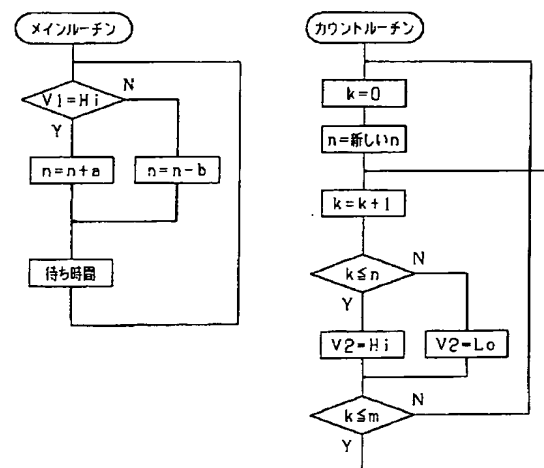 メインルーチン
V1=Hi
N
Y
n=n+a
n=n-b
待ち時間
カウントルーチン
k=0
n=新しいn
k=k+1
k≦n
N
Y
V2=Hi
V2=Lo
k≦m
N
Y